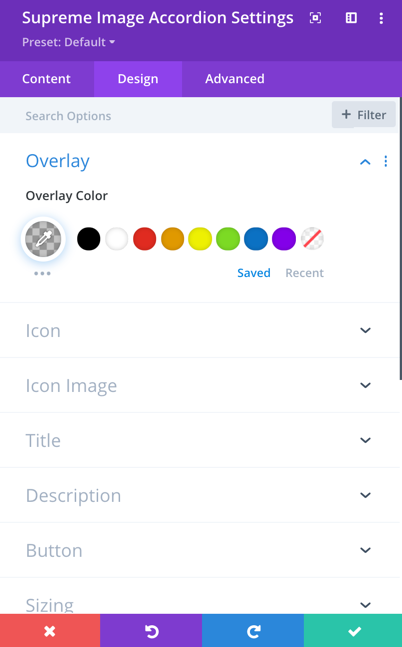 Supreme Image Accordion Settings
Preset: Default
Content Design Advanced
Search Options + Filter
Overlay
Overlay Color
Saved Recent
Icon
Icon Image
Title
Description
Button
Sizing